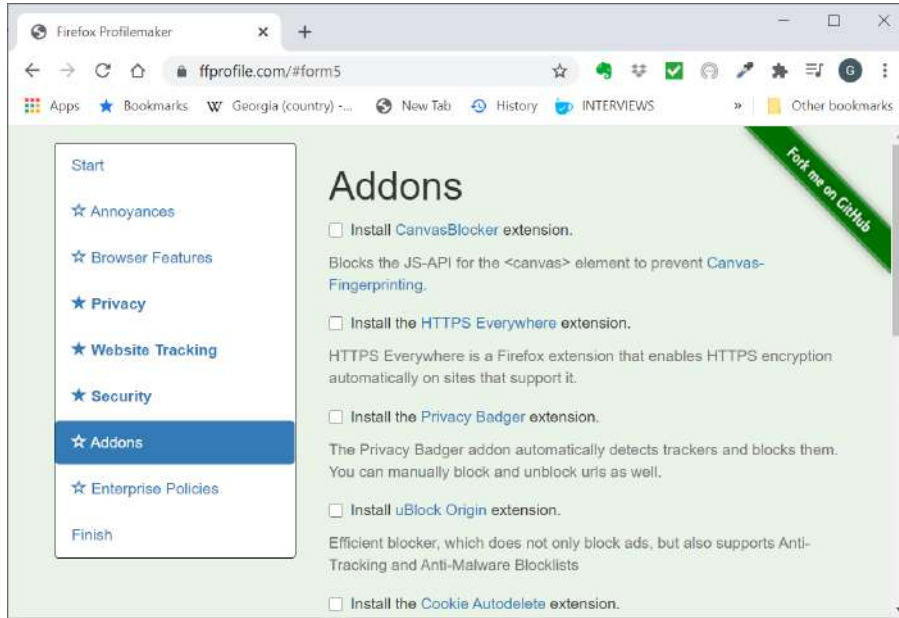 Firefox Profilemaker
ffprofile.com/#form5
G
Apps
Bookmarks
W Georgia (country) -...
New Tab
History
INTERVIEWS
»
Other bookmarks
Fork me on GitHub
Start
Annoyances
Browser Features
Privacy
Website Tracking
Security
Addons
Enterprise Policies
Finish
Addons
Install CanvasBlocker extension.
Blocks the JS-API for the <canvas> element to prevent Canvas-
Fingerprinting.
Install the HTTPS Everywhere extension.
HTTPS Everywhere is a Firefox extension that enables HTTPS encryption
automatically on sites that support it.
Install the Privacy Badger extension.
The Privacy Badger addon automatically detects trackers and blocks them.
You can manually block and unblock urls as well.
Install uBlock Origin extension.
Efficient blocker, which does not only block ads, but also supports Anti-
Tracking and Anti-Malware Blocklists
Install the Cookie Autodelete extension.